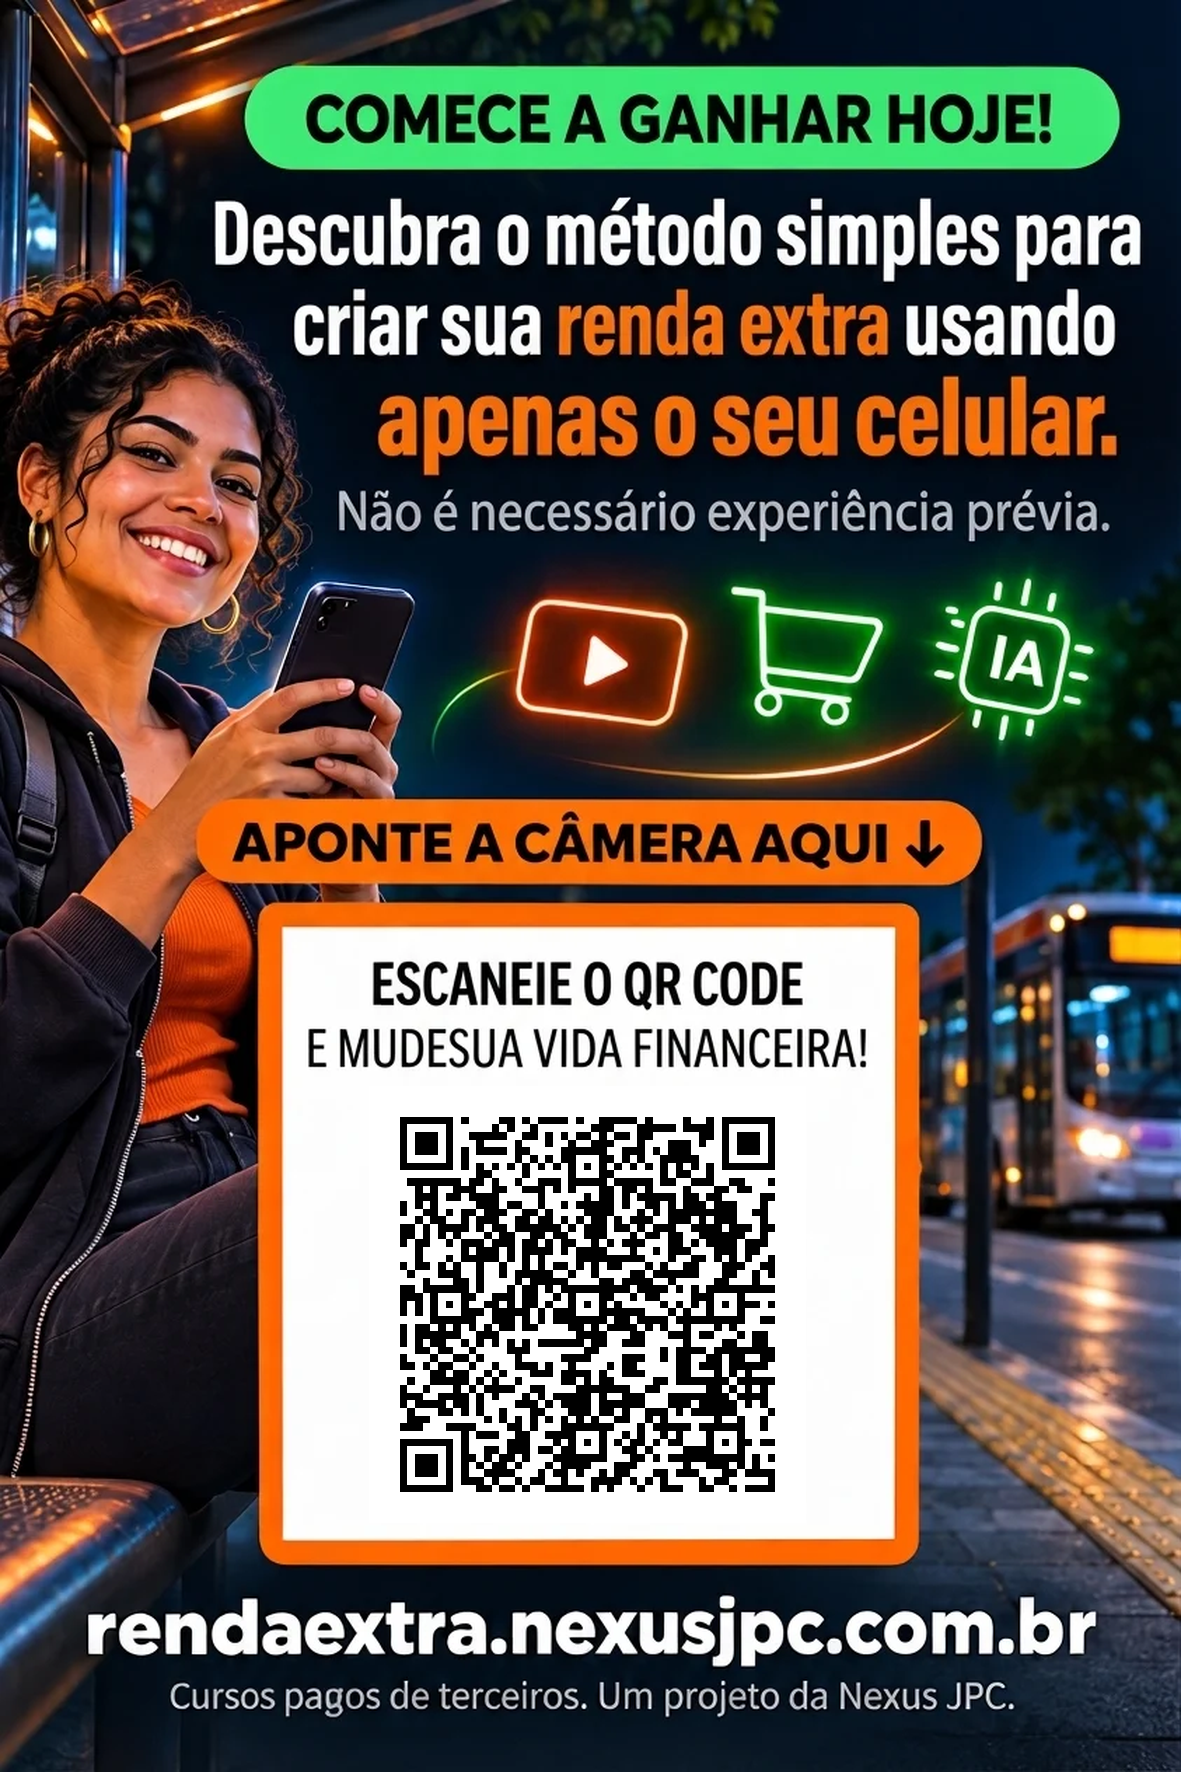 COMECE A GANHAR HOJE!
Descubra o método simples para
criar sua renda extra usando
apenas o seu celular.
Não é necessário experiência prévia.
IA
APONTE A CÂMERA AQUI ↓
ESCANEIE O QR CODE
E MUDESUA VIDA FINANCEIRA!
rendaextra.nexusjpc.com.br
Cursos pagos de terceiros. Um projeto da Nexus JPC.